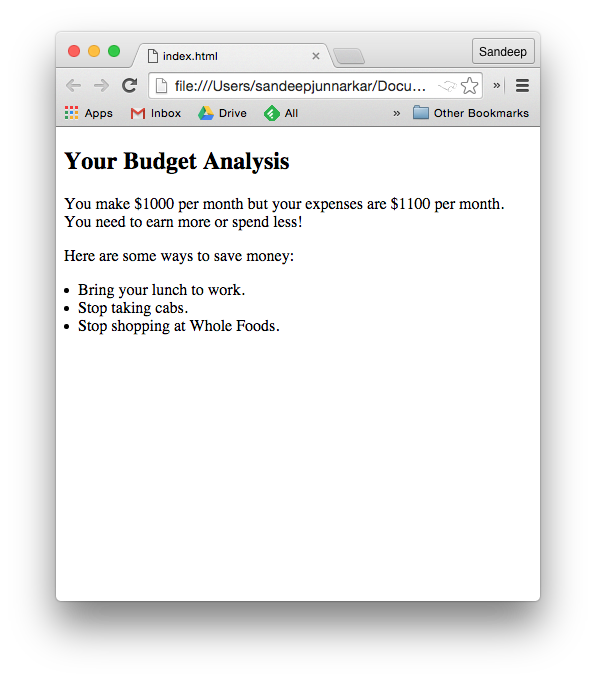 index.html
Sandeep
file:///Users/sandeepjunnarkar/Docu…
Apps Inbox Drive All » Other Bookmarks
Your Budget Analysis
You make $1000 per month but your expenses are $1100 per month.
You need to earn more or spend less!
Here are some ways to save money:
• Bring your lunch to work.
• Stop taking cabs.
• Stop shopping at Whole Foods.